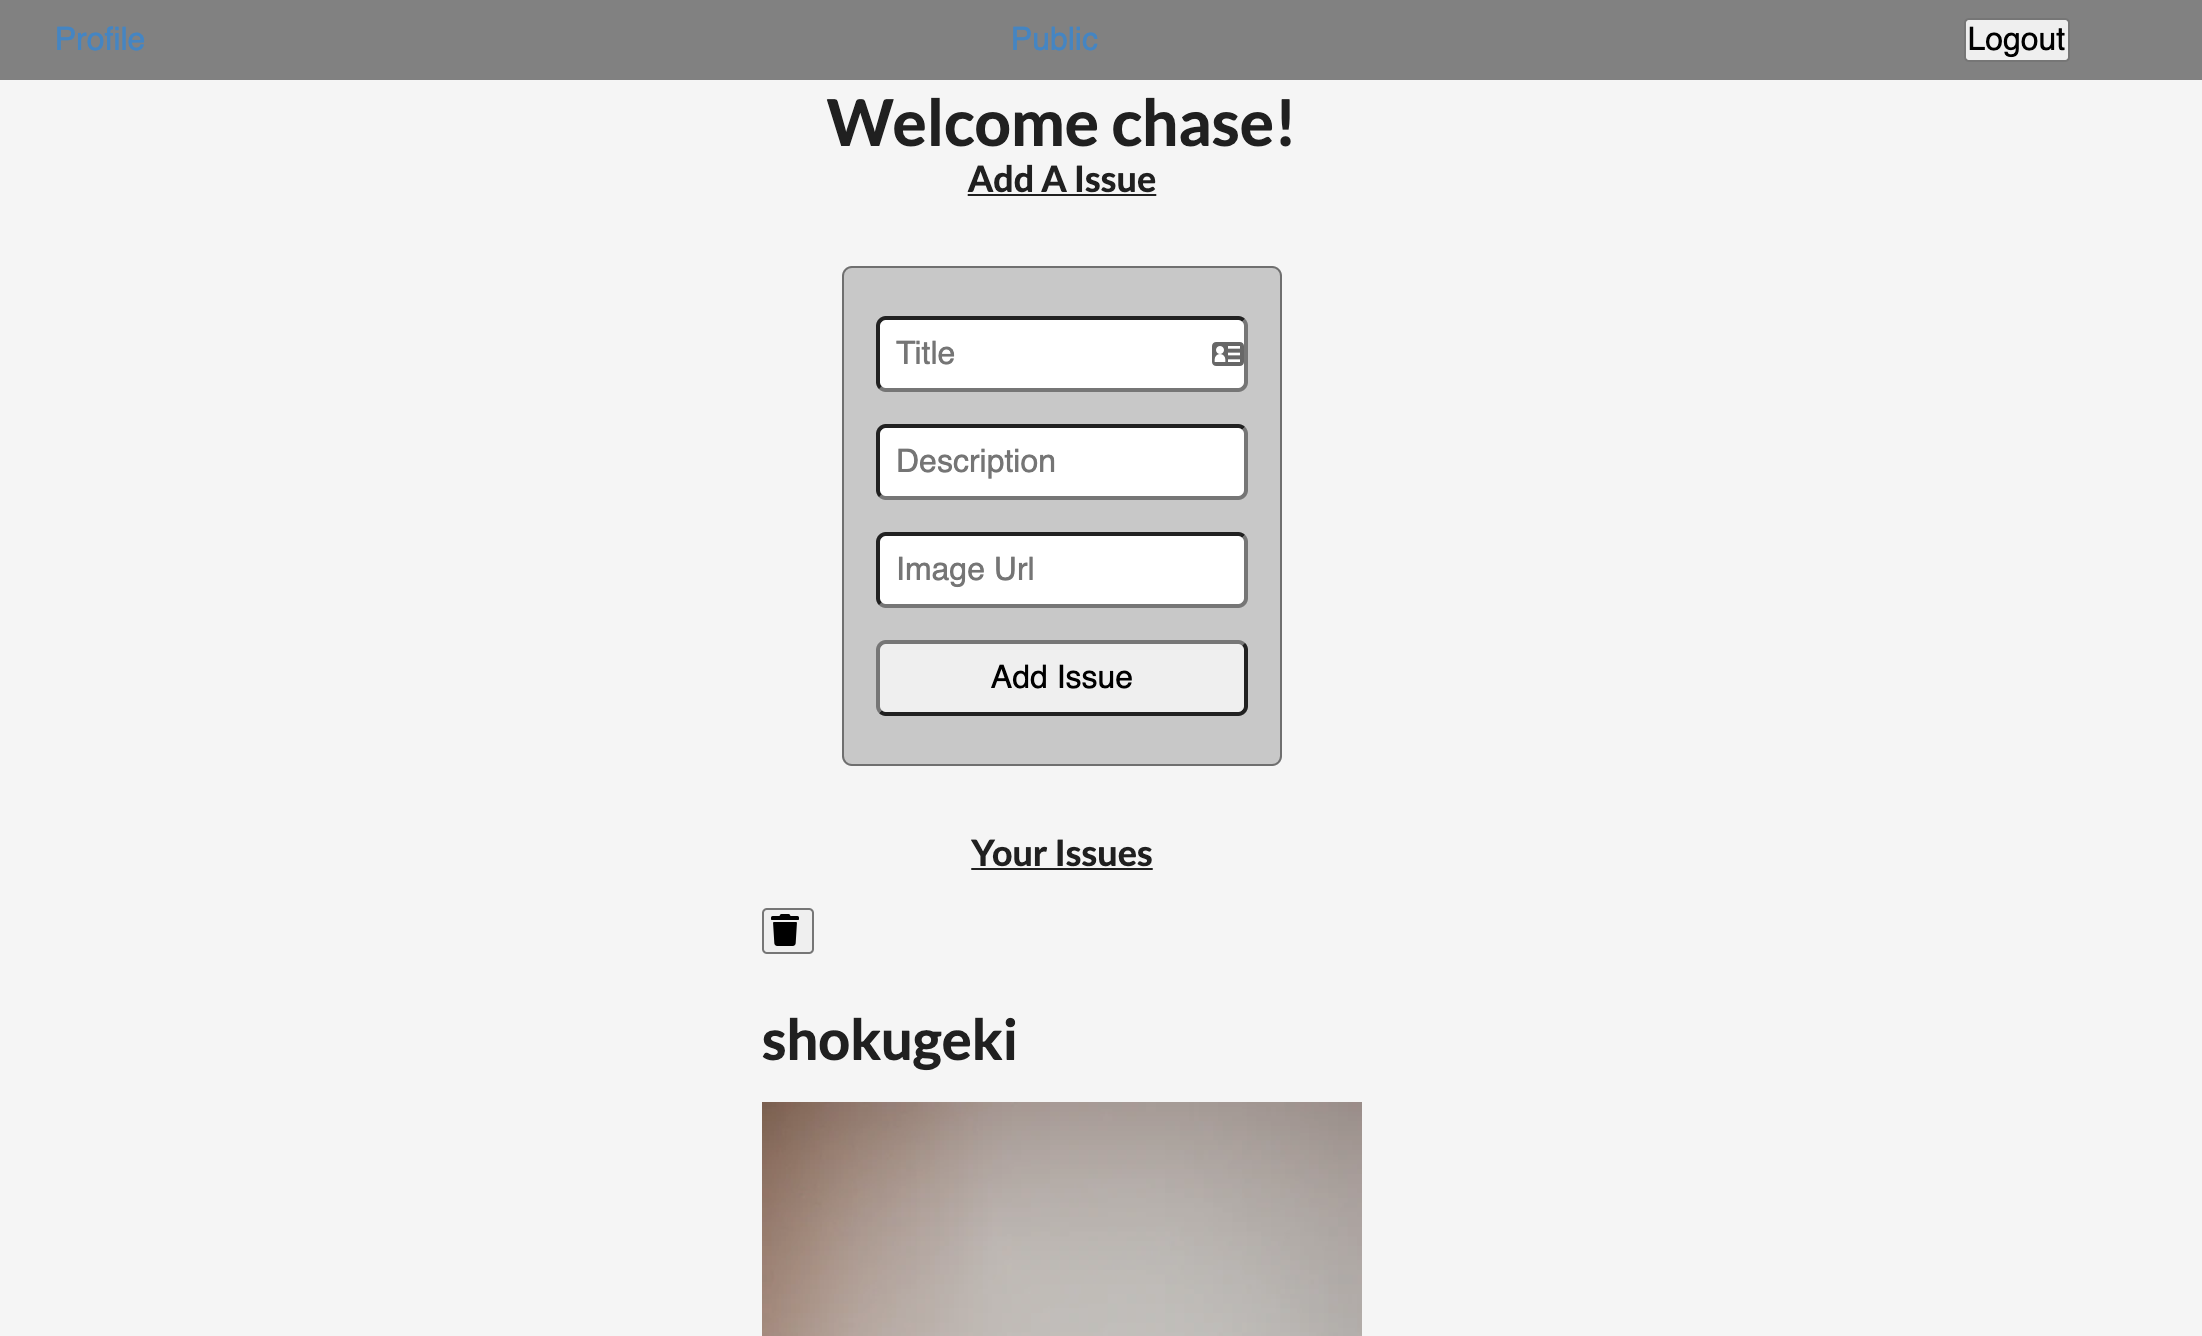 Profile Public Logout
Welcome chase!
Add A Issue
Title
Description
Image Url
Add Issue
Your Issues
shokugeki